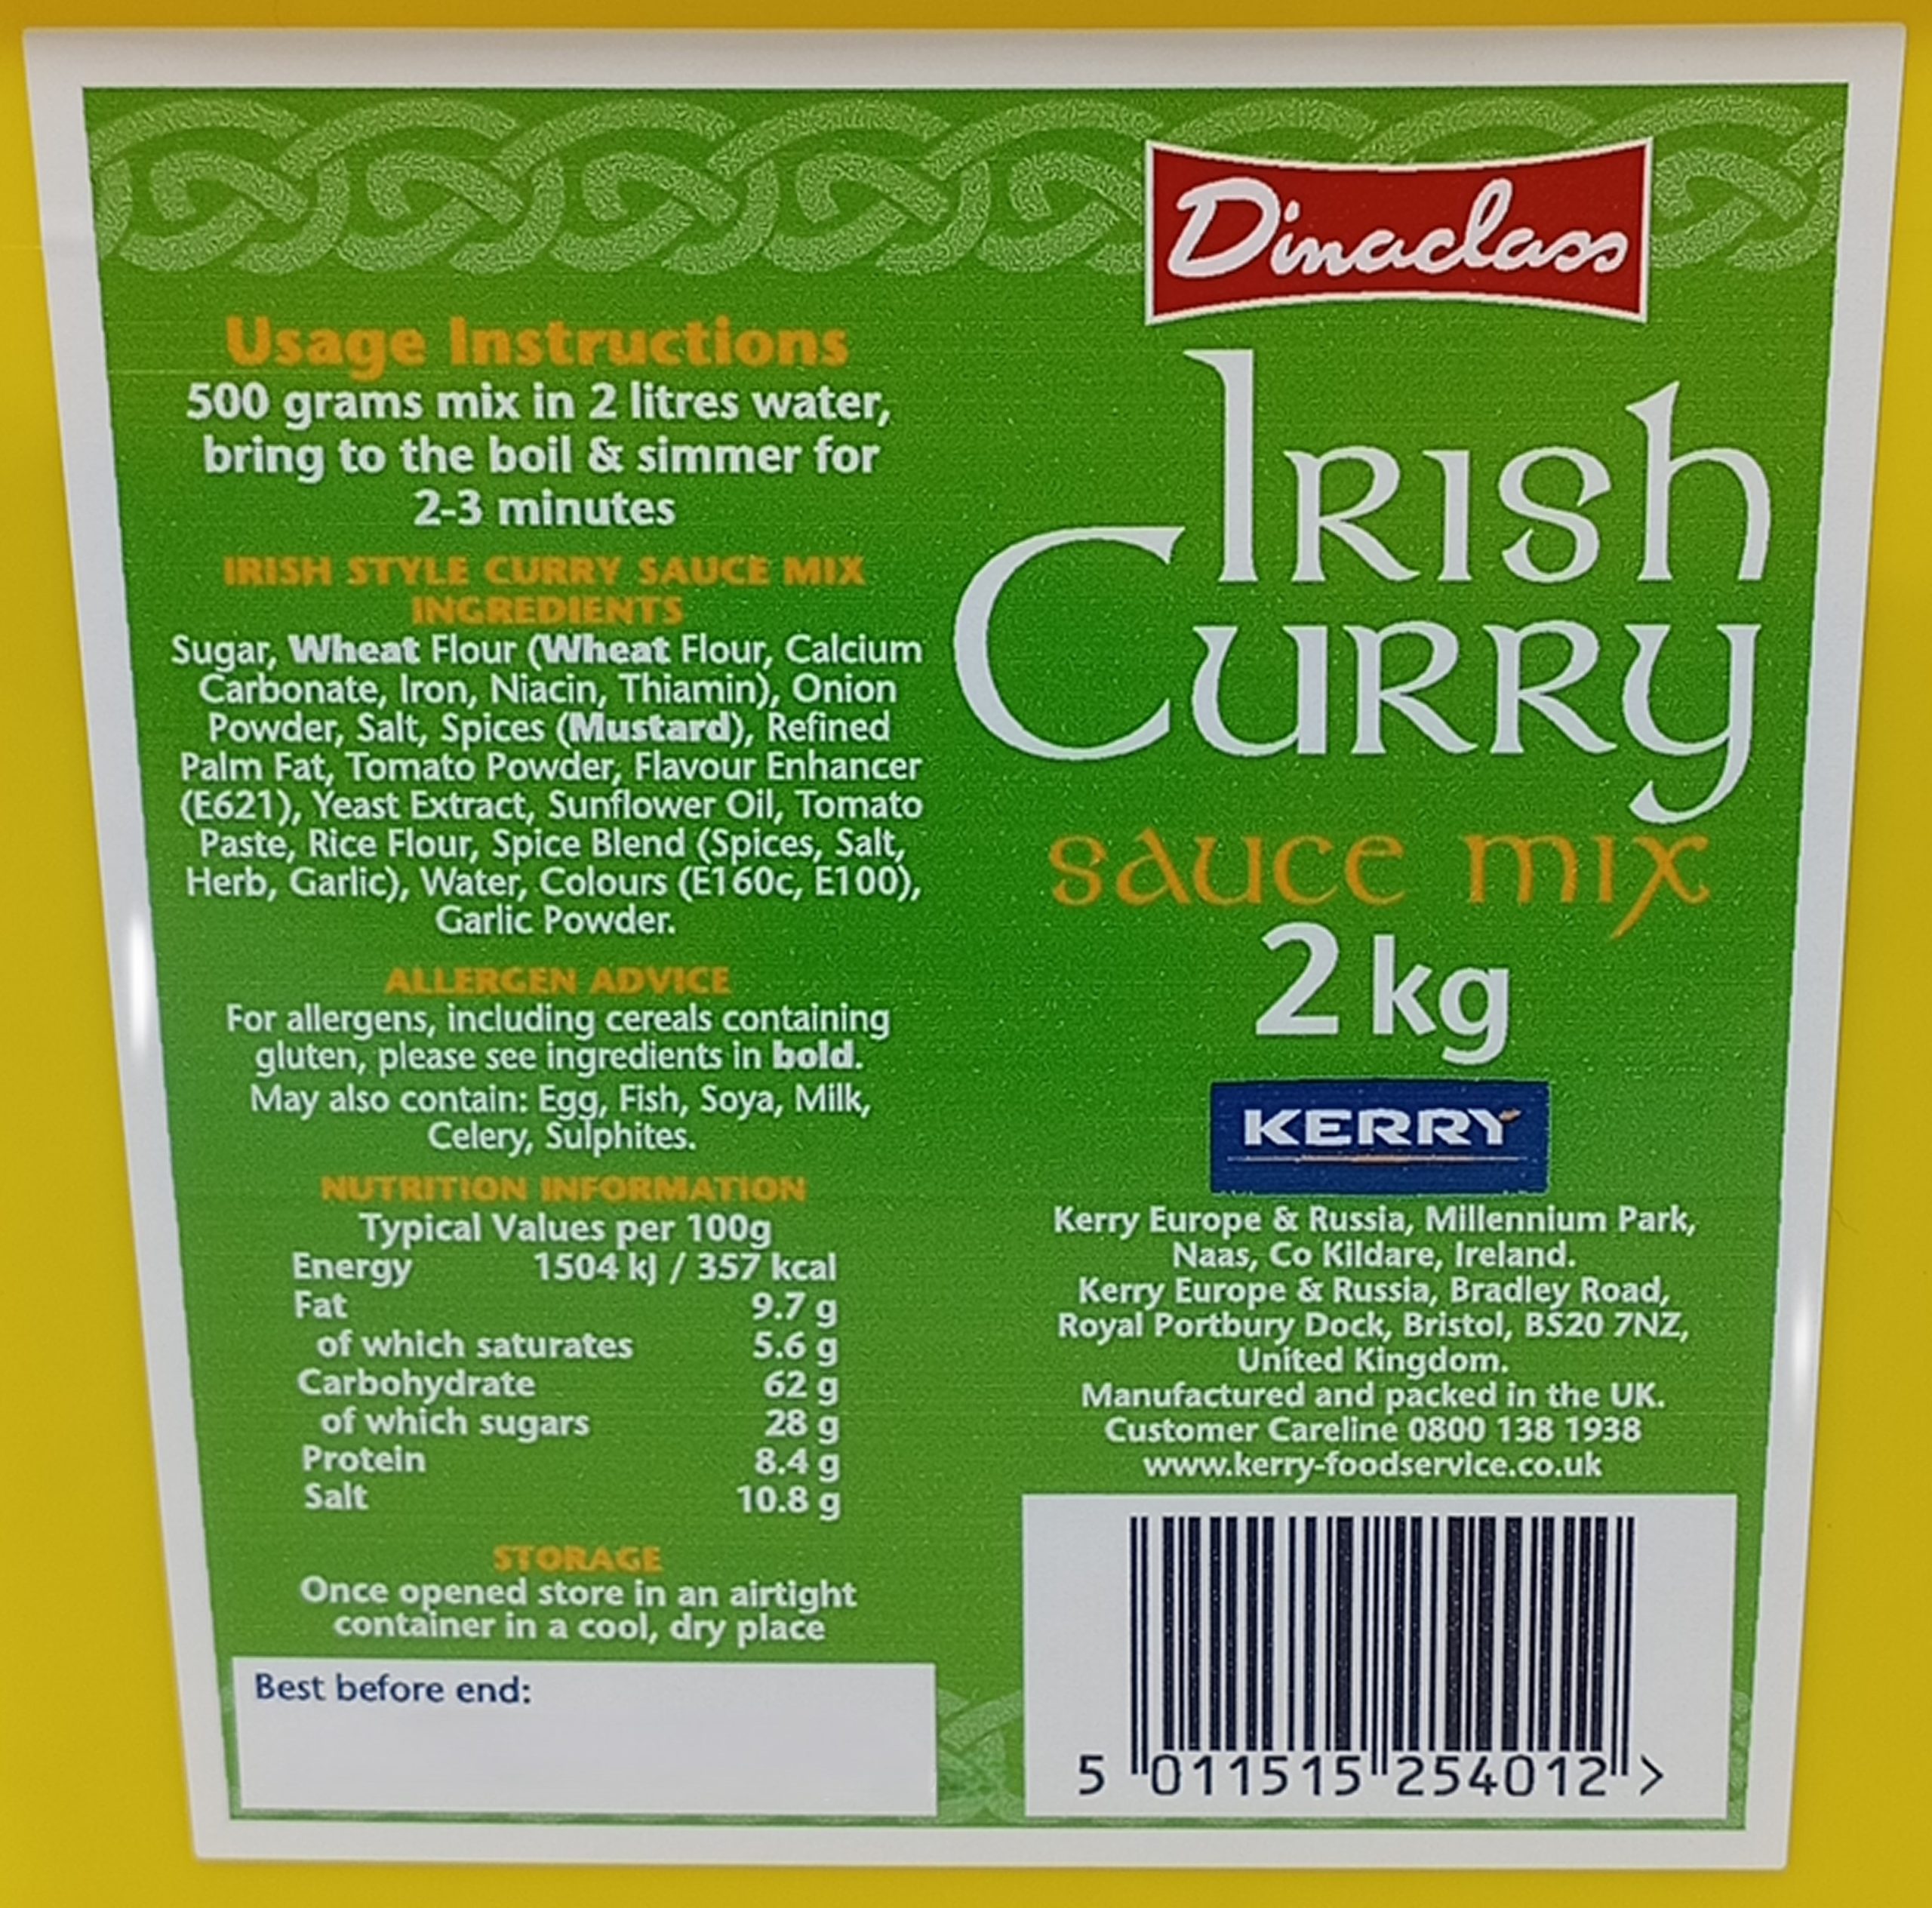 Dinaclass
Irish
Curry
sauce mix
2 kg
KERRY
Kerry Europe & Russia, Millennium Park,
Naas, Co Kildare, Ireland.
Kerry Europe & Russia, Bradley Road,
Royal Portbury Dock, Bristol, BS20 7NZ,
United Kingdom.
Manufactured and packed in the UK.
Customer Careline 0800 138 1938
www.kerry-foodservice.co.uk
5 011515 254012 >
Usage Instructions
500 grams mix in 2 litres water,
bring to the boil & simmer for
2-3 minutes
IRISH STYLE CURRY SAUCE MIX
INGREDIENTS
Sugar, Wheat Flour (Wheat Flour, Calcium
Carbonate, Iron, Niacin, Thiamin), Onion
Powder, Salt, Spices (Mustard), Refined
Palm Fat, Tomato Powder, Flavour Enhancer
(E621), Yeast Extract, Sunflower Oil, Tomato
Paste, Rice Flour, Spice Blend (Spices, Salt,
Herb, Garlic), Water, Colours (E160c, E100),
Garlic Powder.
ALLERGEN ADVICE
For allergens, including cereals containing
gluten, please see ingredients in bold.
May also contain: Egg, Fish, Soya, Milk,
Celery, Sulphites.
NUTRITION INFORMATION
Typical Values per 100g
Energy 1504 kJ / 357 kcal
Fat 9.7 g
of which saturates 5.6 g
Carbohydrate 62 g
of which sugars 28 g
Protein 8.4 g
Salt 10.8 g
STORAGE
Once opened store in an airtight
container in a cool, dry place
Best before end: